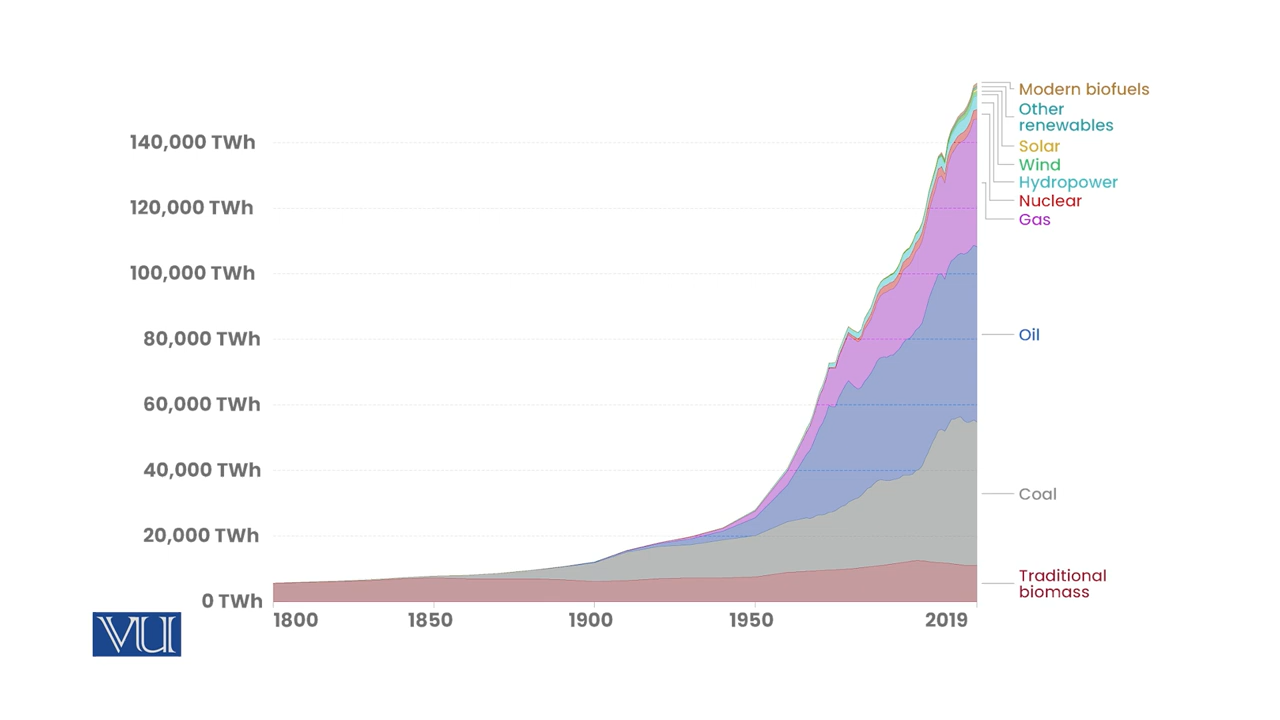 Modern biofuels
Other
renewables
Solar
Wind
Hydropower
Nuclear
Gas
Oil
Coal
Traditional
biomass
140,000 TWh
120,000 TWh
100,000 TWh
80,000 TWh
60,000 TWh
40,000 TWh
20,000 TWh
0 TWh
1800 1850 1900 1950 2019
VU